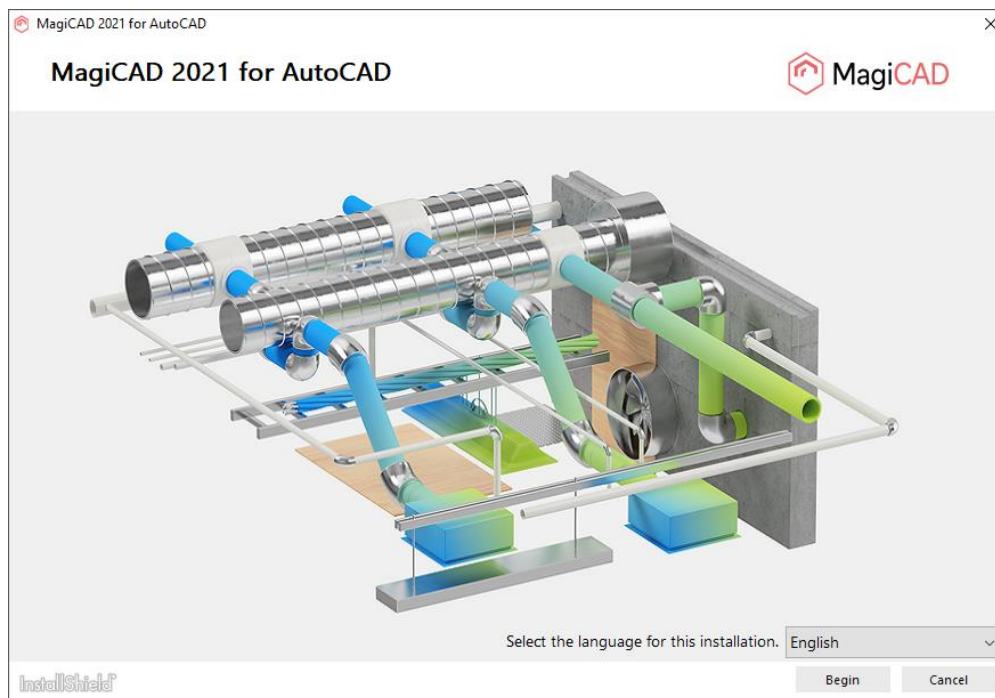 MagiCAD 2021 for AutoCAD
MagiCAD 2021 for AutoCAD
MagiCAD
Select the language for this installation. English
InstallShield
Begin Cancel